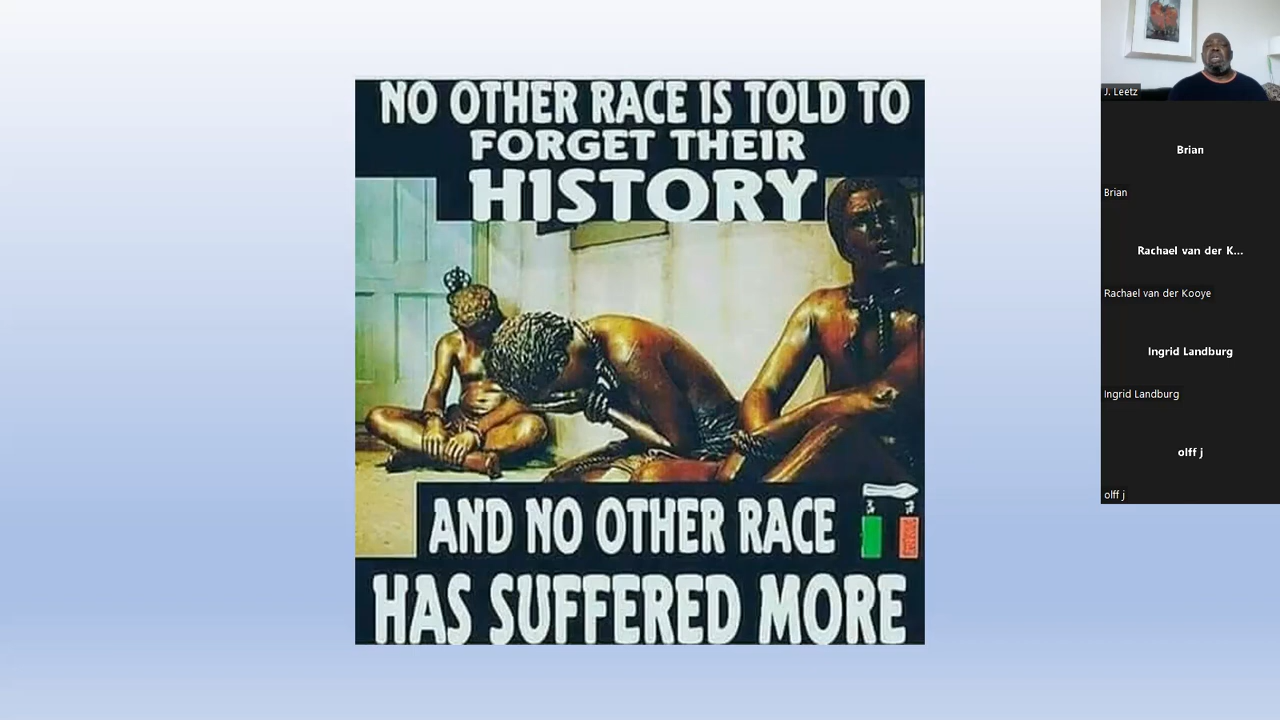 NO OTHER RACE IS TOLD TO
FORGET THEIR
HISTORY
AND NO OTHER RACE
HAS SUFFERED MORE
J. Leetz
Brian
Brian
Rachael van der K...
Rachael van der Kooye
Ingrid Landburg
Ingrid Landburg
olff j
olff j